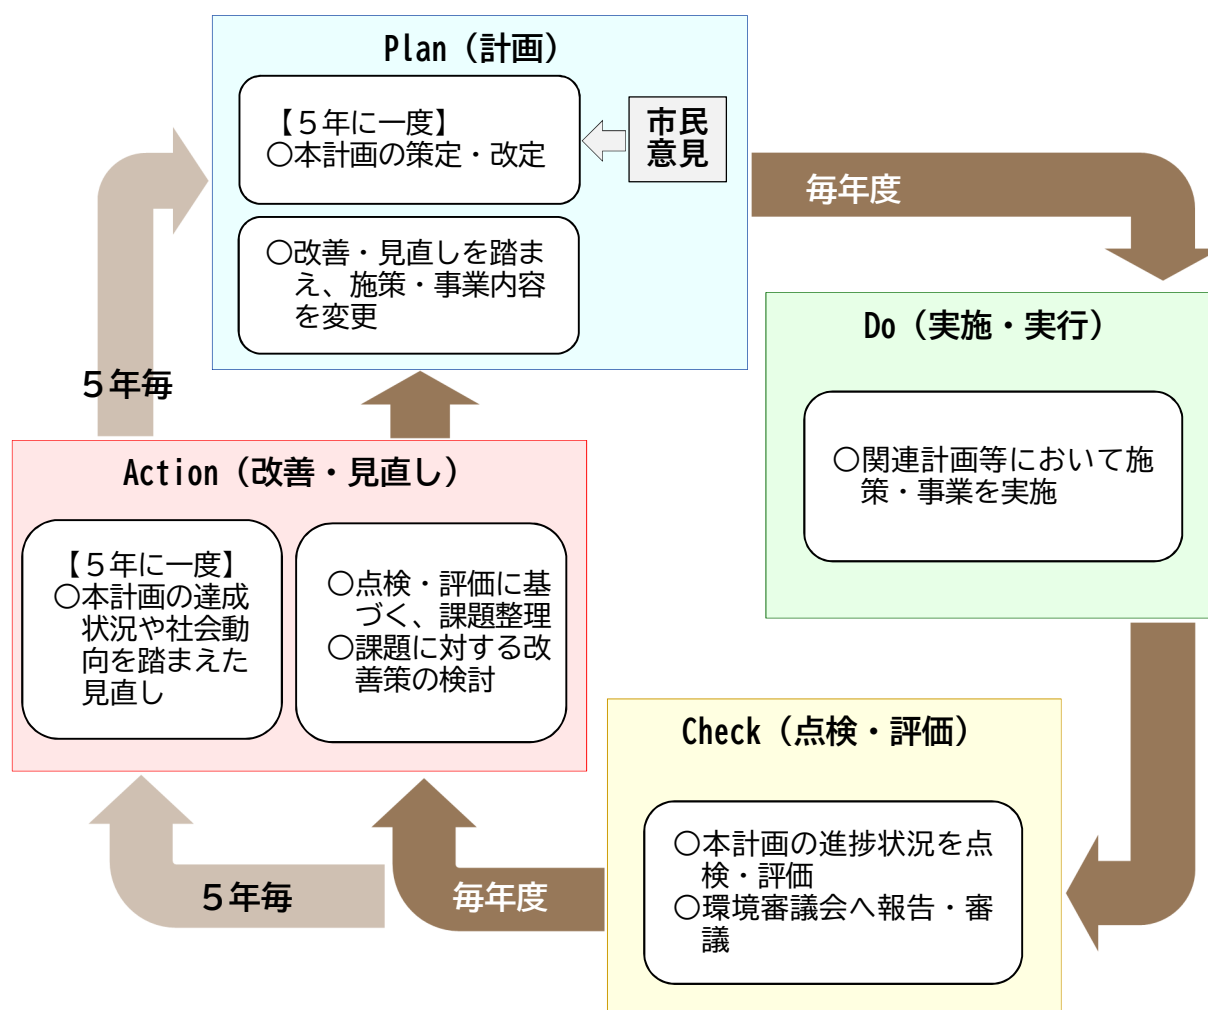 Plan（計画）
【５年に一度】
○本計画の策定・改定
市民
意見
○改善・見直しを踏ま
え、施策・事業内容
を変更
毎年度
Do（実施・実行）
○関連計画等において施
策・事業を実施
５年毎
Action（改善・見直し）
【５年に一度】
○本計画の達成
状況や社会動
向を踏まえた
見直し
○点検・評価に基
づく、課題整理
○課題に対する改
善策の検討
Check（点検・評価）
○本計画の進捗状況を点
検・評価
○環境審議会へ報告・審
議
５年毎
毎年度